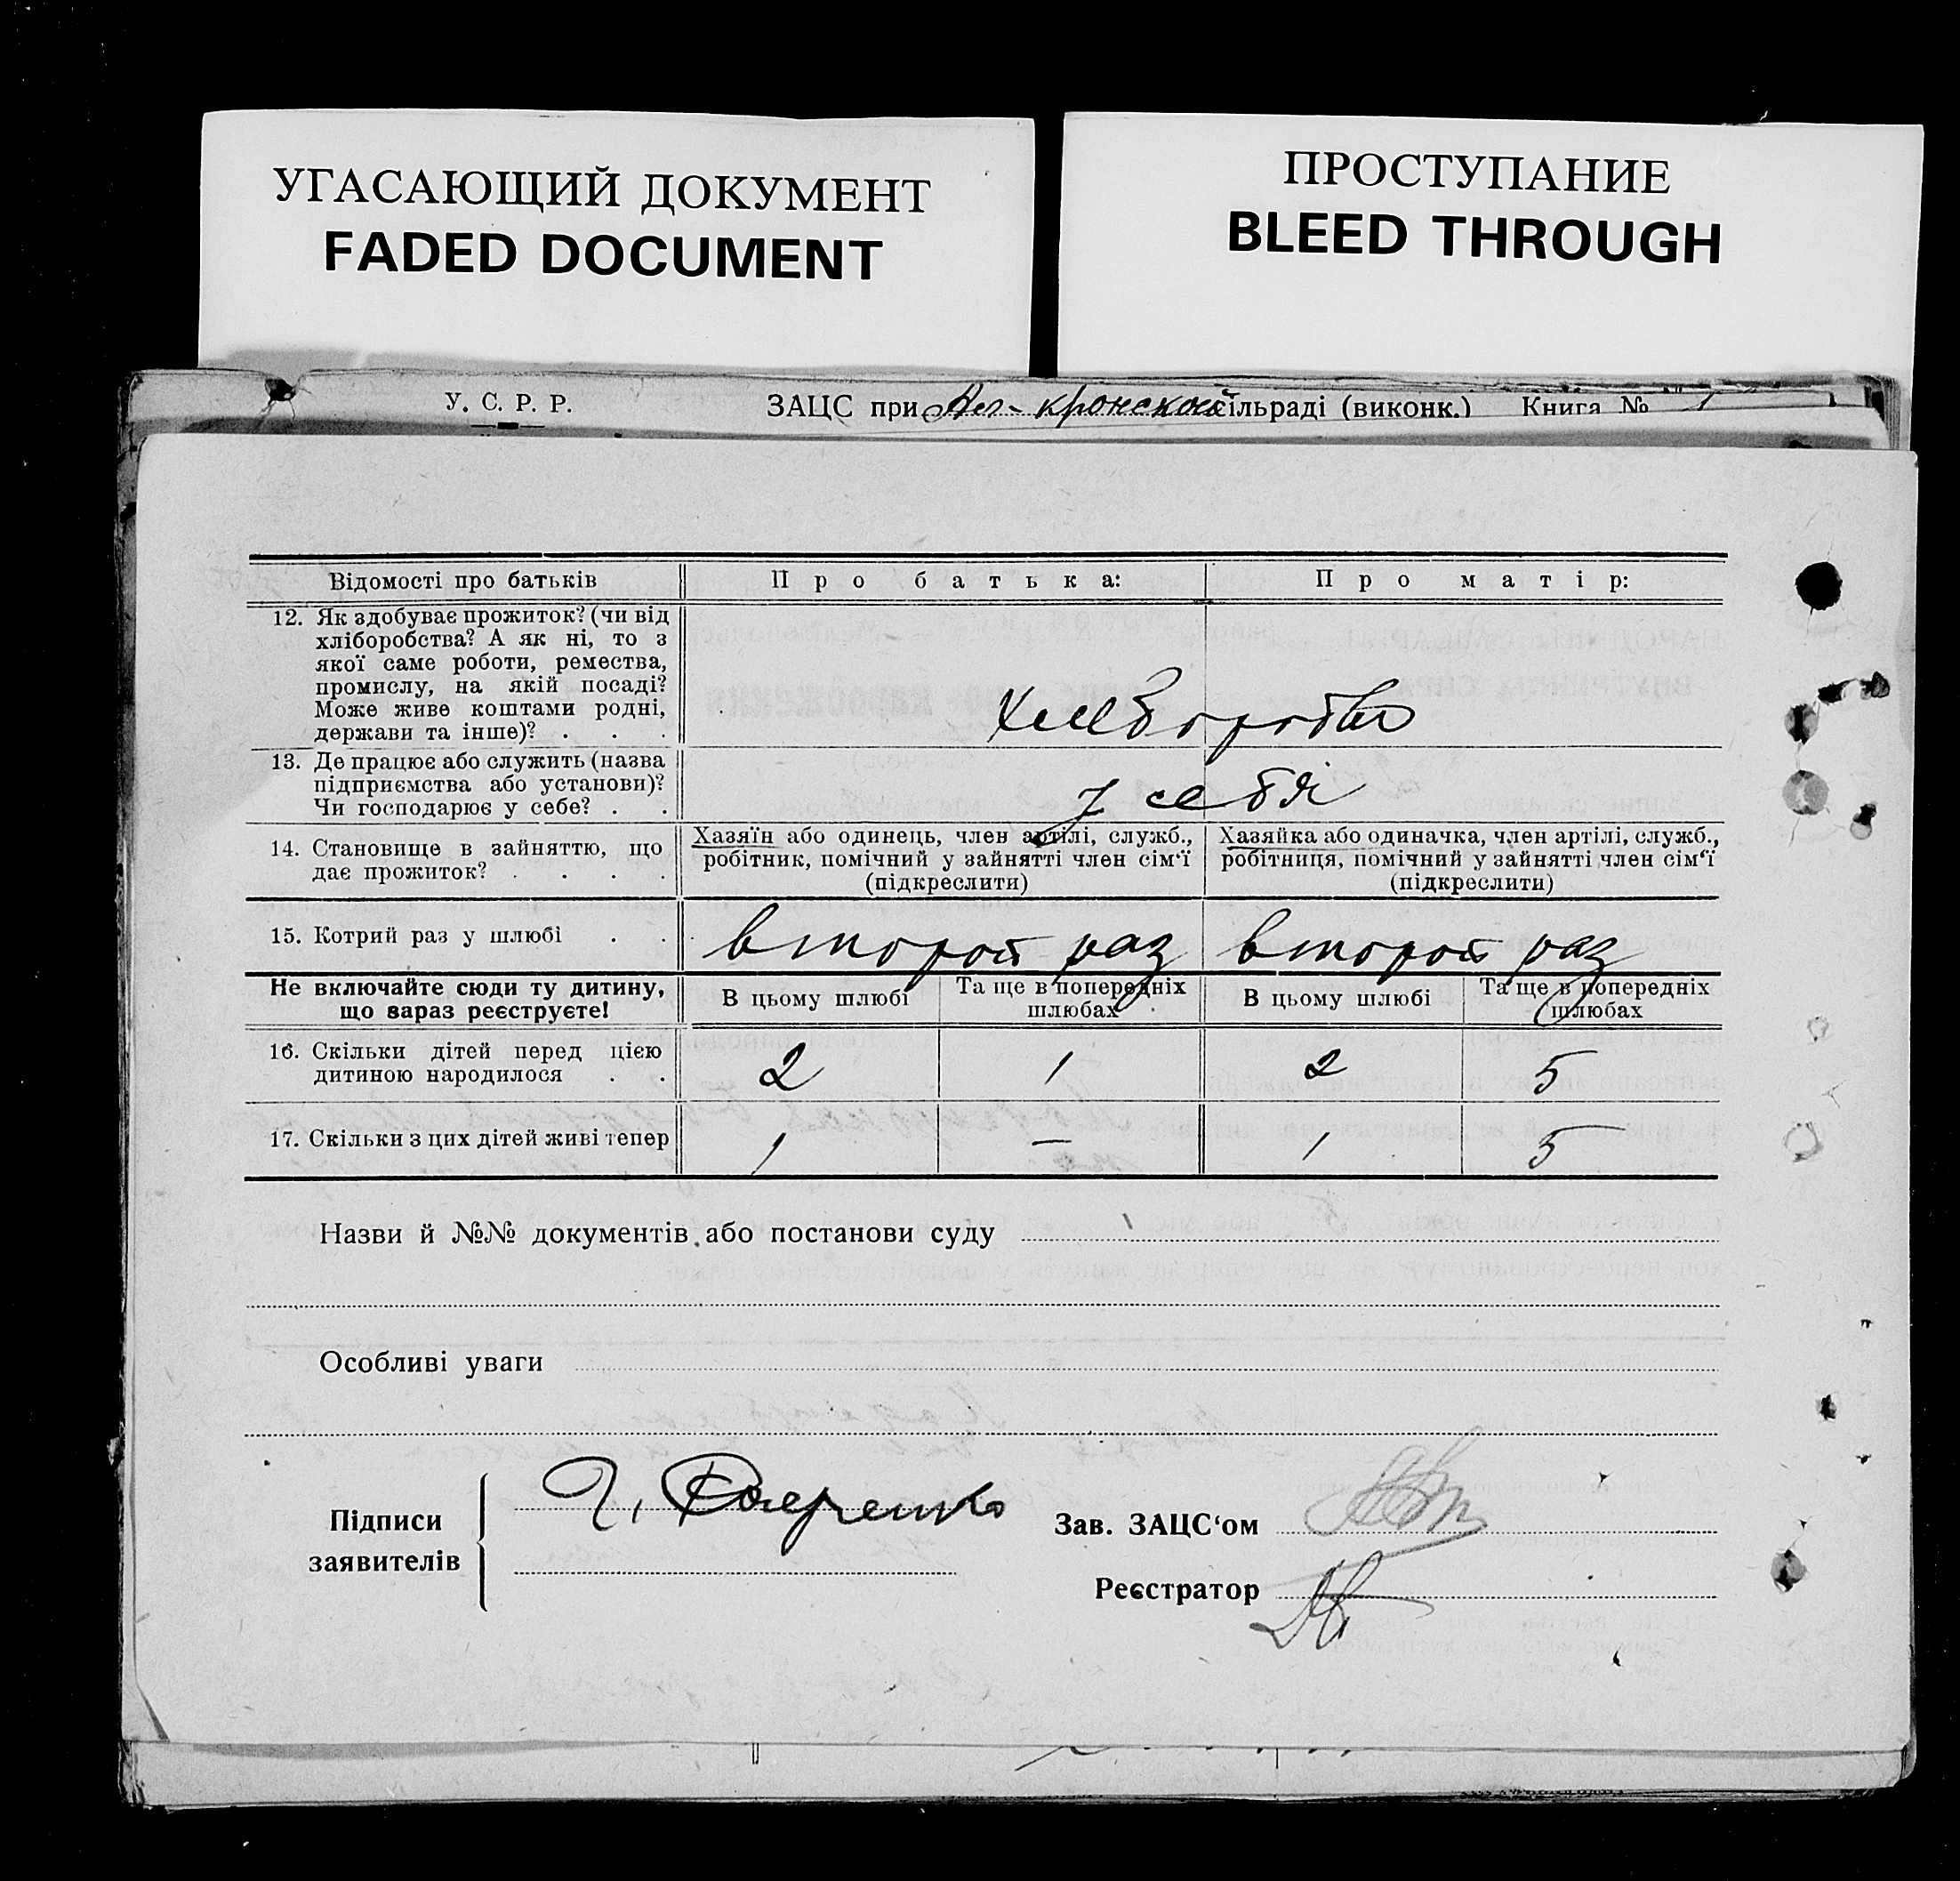 УГАСАЮЩИЙ ДОКУМЕНТ
FADED DOCUMENT
ПРОСТУПАНИЕ
BLEED THROUGH
У. С. Р. Р.
ЗАЦС при сільраді (виконк.) Книга № 1
Відомості про батьків
Про батька:
Про матір:
12. Як здобуває прожиток? (чи від
хліборобства? А як ні, то з
якої саме роботи, ремества,
промислу, на якій посаді?
Може живе коштами родні,
держави та інше)? . . .
13. Де працює або служить (назва
підприємства або установи)?
Чи господарює у себе? . .
у себя
14. Становище в зайняттю, що
дає прожиток? . . . .
Хазяїн або одинець, член артілі, служб.,
робітник, помічний у зайнятті член сім'ї
(підкреслити)
Хазяйка або одиначка, член артілі, служб.,
робітниця, помічний у зайнятті член сім'ї
(підкреслити)
15. Котрий раз у шлюбі . .
второй раз
второй раз
Не включайте сюди ту дитину,
що зараз реєструєте!
В цьому шлюбі
Та ще в попередніх
шлюбах
В цьому шлюбі
Та ще в попередніх
шлюбах
16. Скільки дітей перед цією
дитиною народилося . .
2
1
2
5
17. Скільки з цих дітей живі тепер
1
—
1
5
Назви й №№ документів або постанови суду
Особливі уваги
Підписи
заявителів
Зав. ЗАЦС'ом
Реєстратор